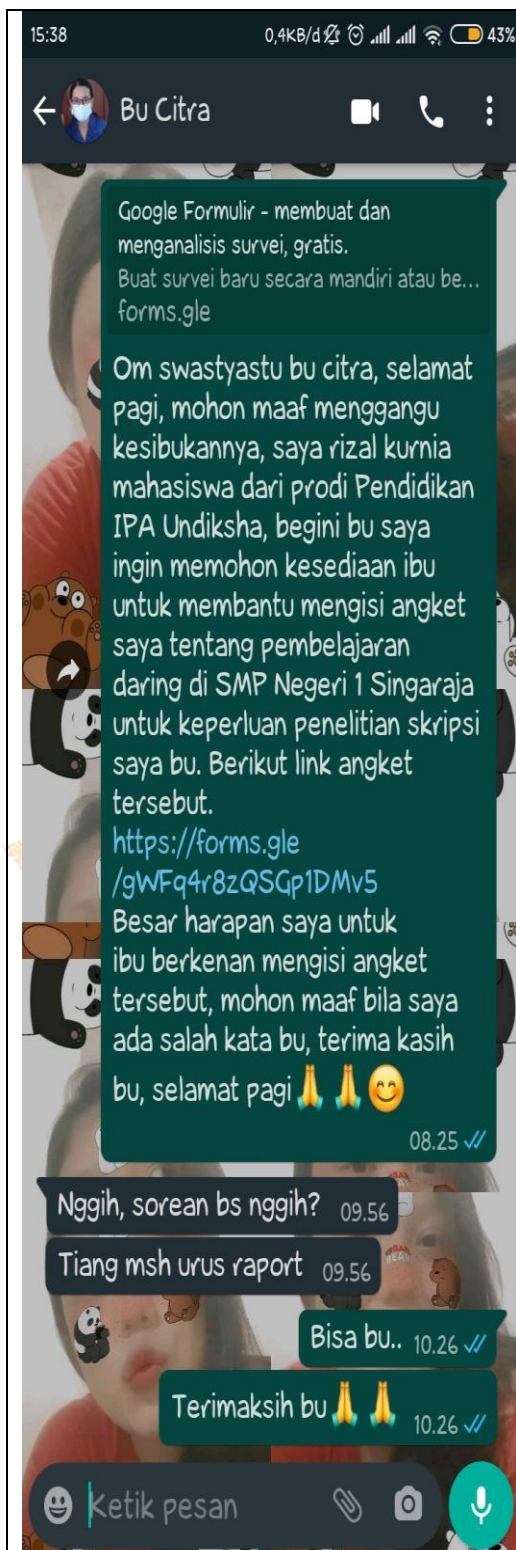 15:38
0,4KB/d
43%
Bu Citra
Google Formulir - membuat dan
menganalisis survei, gratis.
Buat survei baru secara mandiri atau be...
forms.gle
Om swastyastu bu citra, selamat
pagi, mohon maaf menggangu
kesibukannya, saya rizal kurnia
mahasiswa dari prodi Pendidikan
IPA Undiksha, begini bu saya
ingin memohon kesediaan ibu
untuk membantu mengisi angket
saya tentang pembelajaran
daring di SMP Negeri 1 Singaraja
untuk keperluan penelitian skripsi
saya bu. Berikut link angket
tersebut.
https://forms.gle
/gWFq4r8zQSGp1DMv5
Besar harapan saya untuk
ibu berkenan mengisi angket
tersebut, mohon maaf bila saya
ada salah kata bu, terima kasih
bu, selamat pagi🙏🙏😊
08.25
Nggih, sorean bs nggih? 09.56
Tiang msh urus raport 09.56
Bisa bu.. 10.26
Terimaksih bu🙏🙏 10.26
Ketik pesan